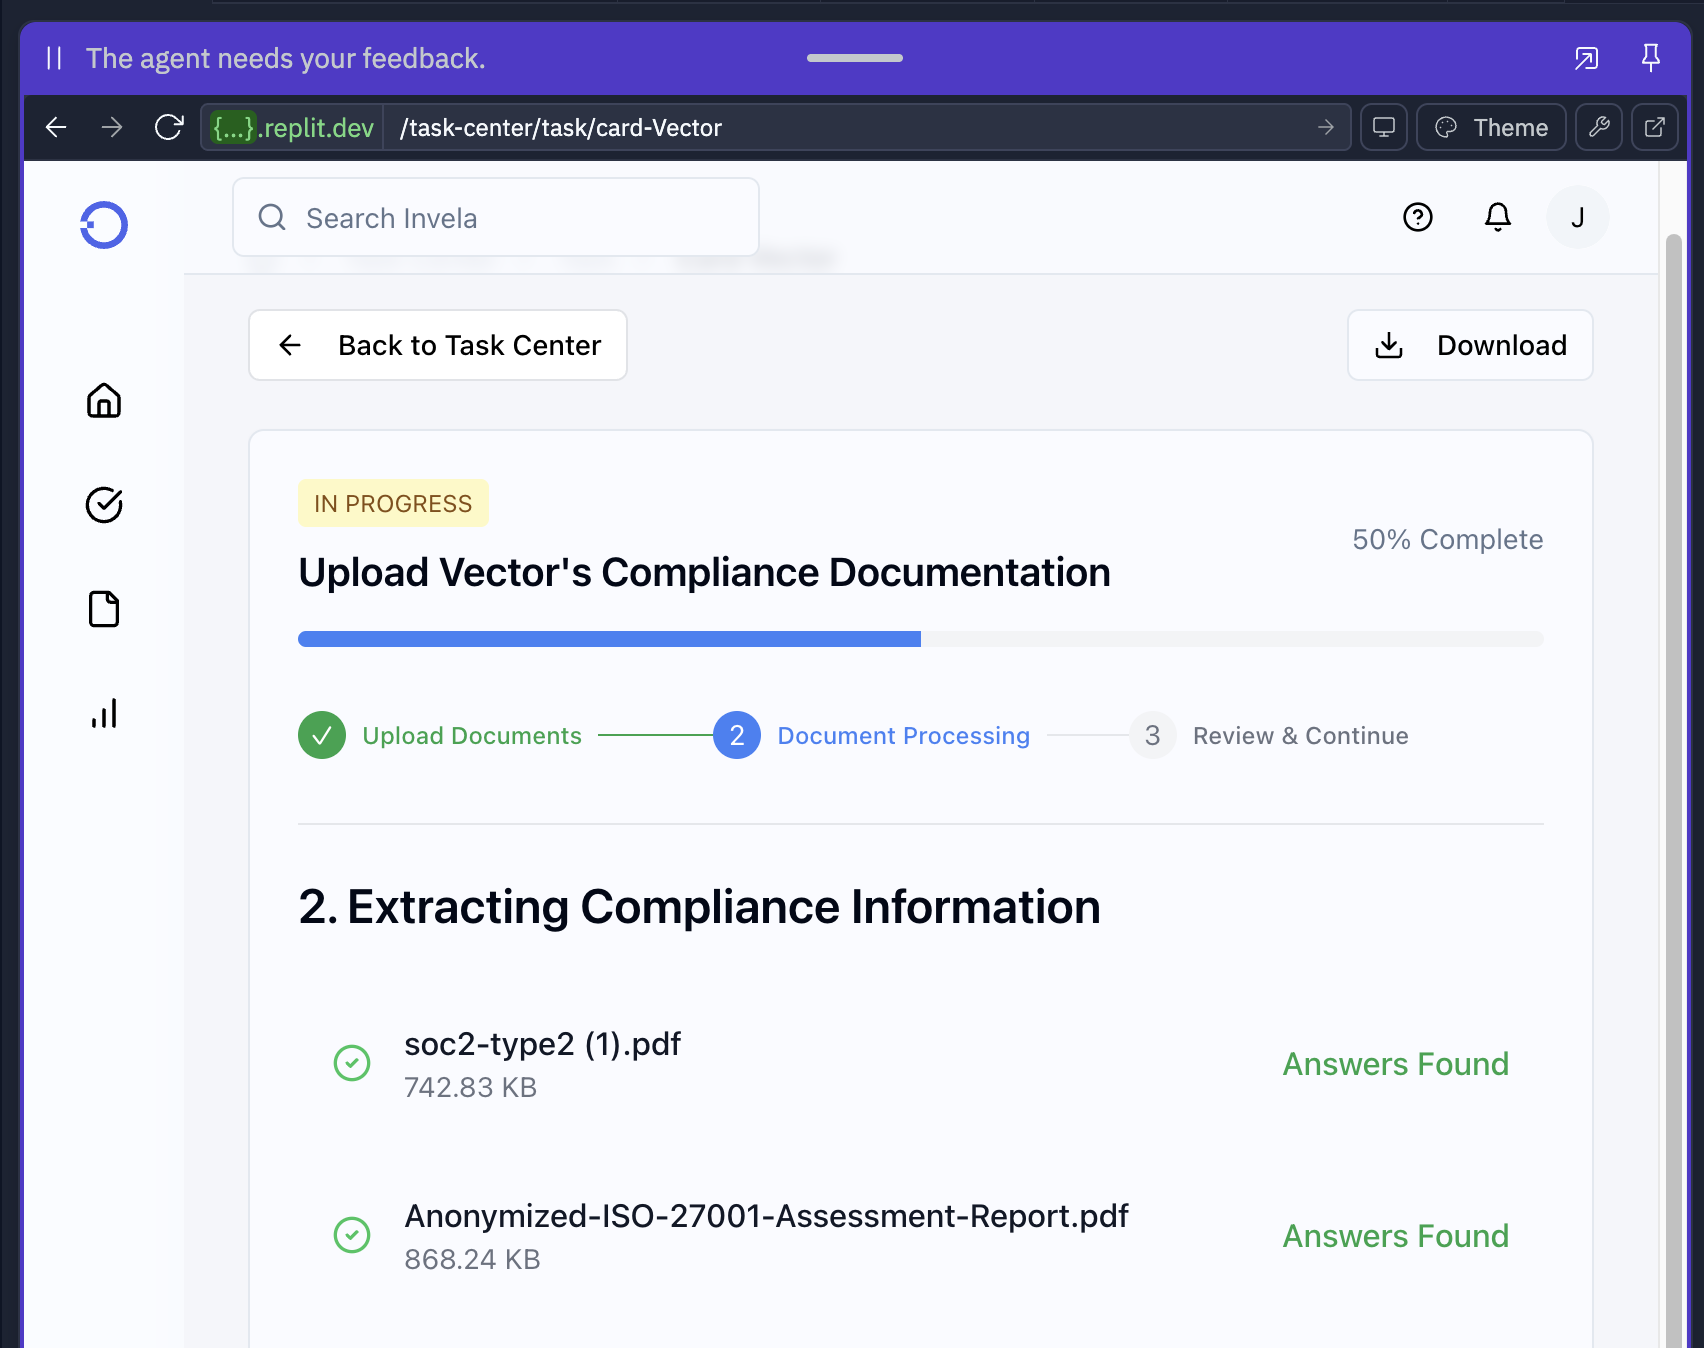 The agent needs your feedback.
{...}.replit.dev /task-center/task/card-Vector
Theme
Search Invela
J
Back to Task Center
Download
IN PROGRESS
50% Complete
Upload Vector's Compliance Documentation
Upload Documents
2 Document Processing
3 Review & Continue
2. Extracting Compliance Information
soc2-type2 (1).pdf
742.83 KB
Answers Found
Anonymized-ISO-27001-Assessment-Report.pdf
868.24 KB
Answers Found